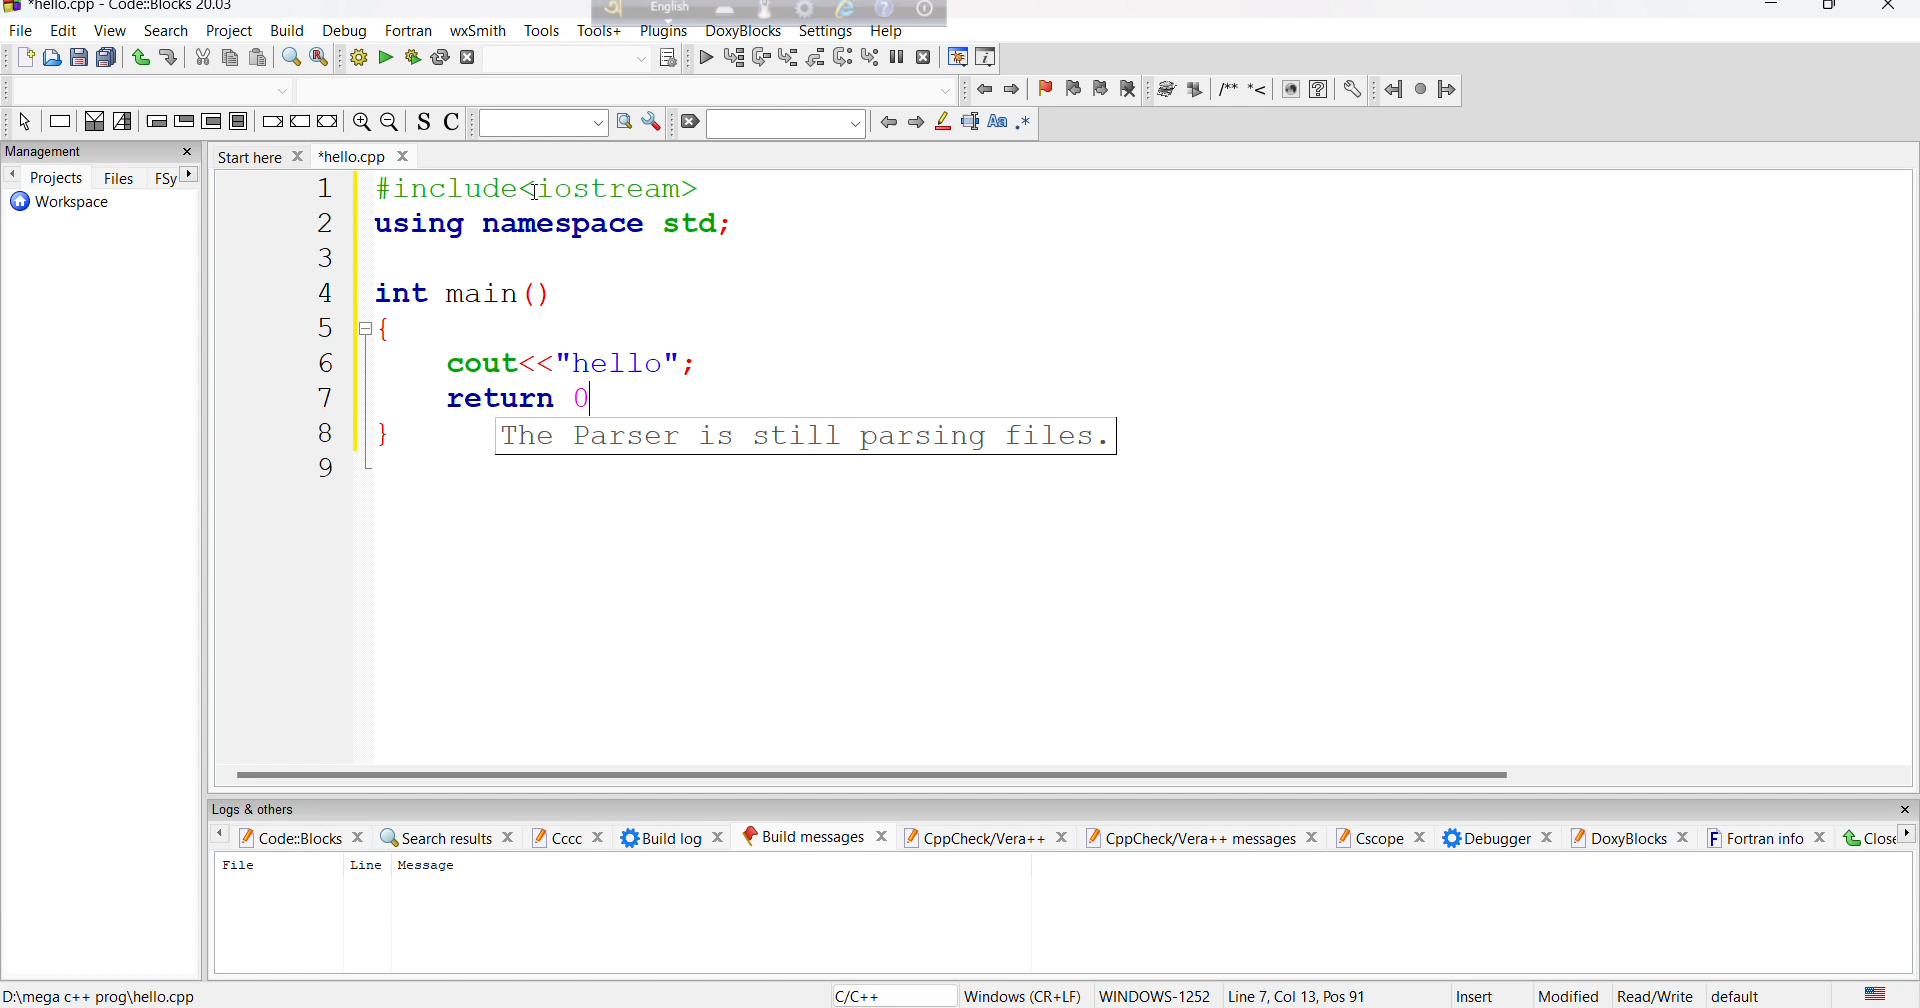 *hello.cpp - Code::Blocks 20.03
English
File Edit View Search Project Build Debug Fortran wxSmith Tools Tools+ Plugins DoxyBlocks Settings Help
/** *<
S C Aa .*
Management
Start here *hello.cpp
Projects Files FSy
Workspace
1 #include<iostream>
2 using namespace std;
3
4 int main()
5 {
6 cout<<"hello";
7 return 0
8 }
The Parser is still parsing files.
9
Logs & others
Code::Blocks Search results Cccc Build log Build messages CppCheck/Vera++ CppCheck/Vera++ messages Cscope Debugger DoxyBlocks Fortran info Close
File Line Message
D:\mega c++ prog\hello.cpp C/C++ Windows (CR+LF) WINDOWS-1252 Line 7, Col 13, Pos 91 Insert Modified Read/Write default